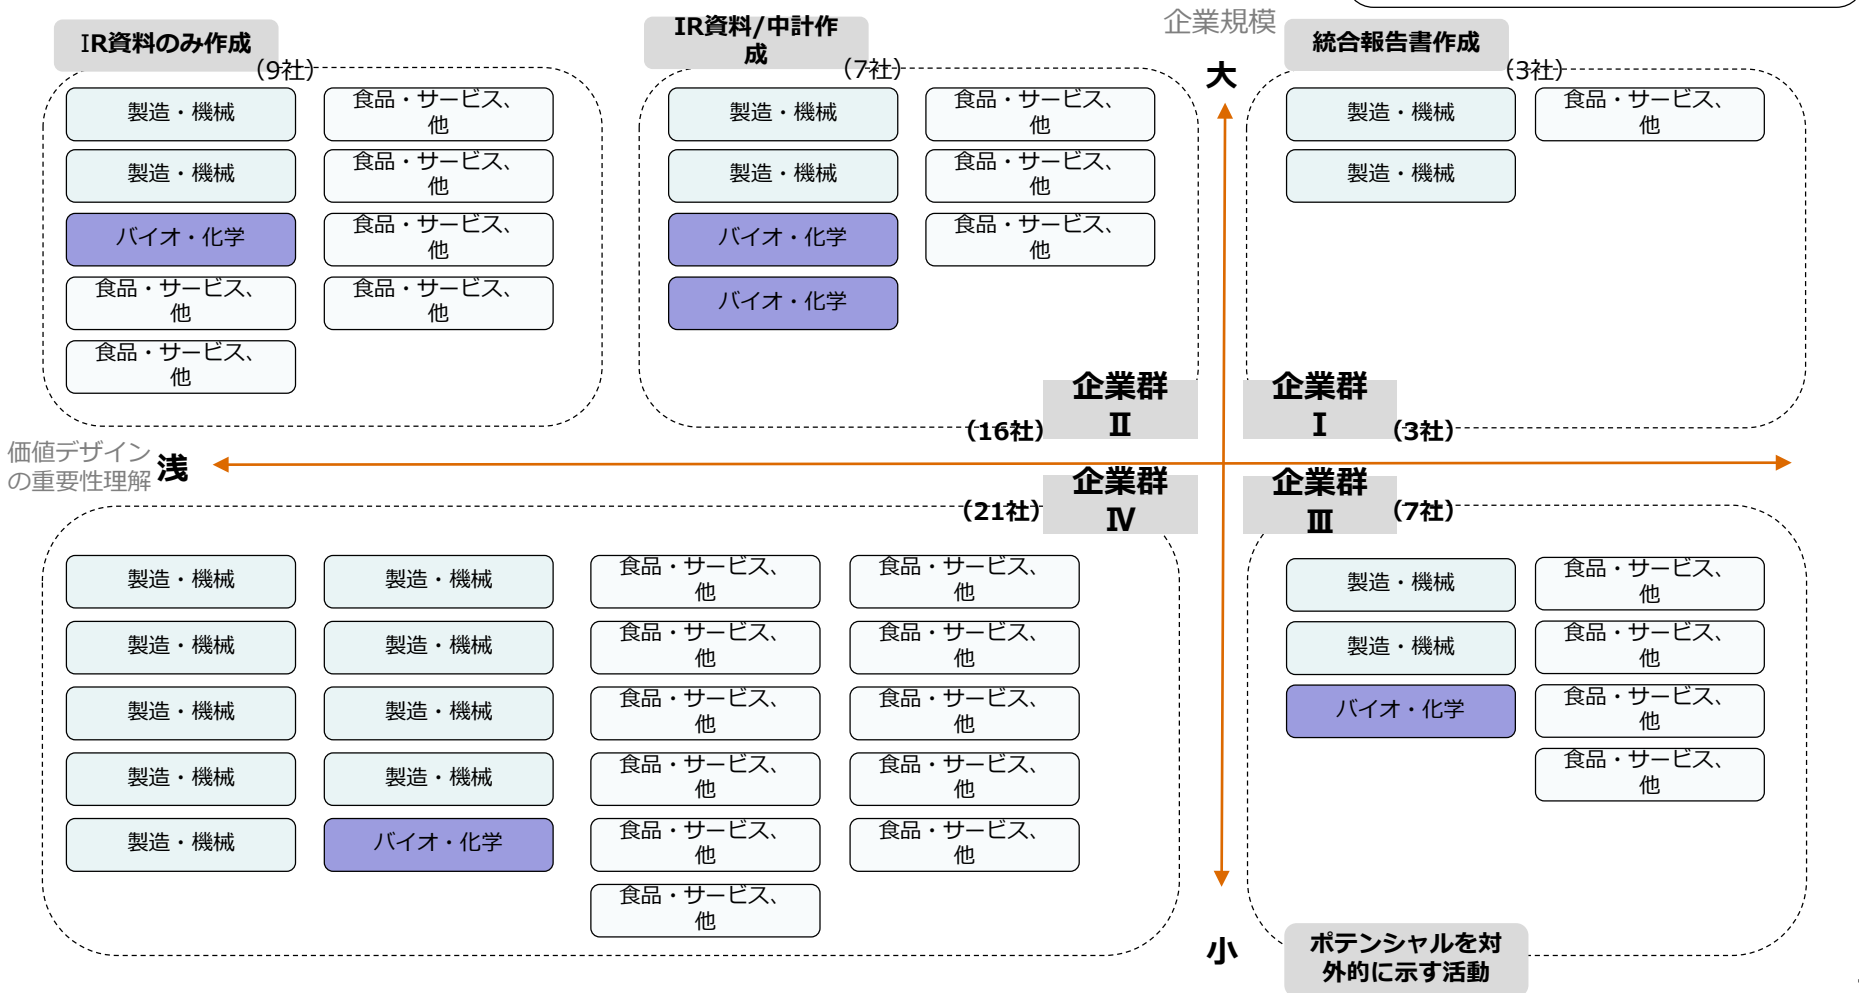 IR資料のみ作成
（9社）
製造・機械
食品・サービス、
他
製造・機械
食品・サービス、
他
バイオ・化学
食品・サービス、
他
食品・サービス、
他
食品・サービス、
他
食品・サービス、
他
IR資料/中計作
成
（7社）
製造・機械
食品・サービス、
他
製造・機械
食品・サービス、
他
バイオ・化学
食品・サービス、
他
バイオ・化学
企業規模
大
統合報告書作成
（3社）
製造・機械
食品・サービス、
他
製造・機械
（16社）
企業群
Ⅱ
企業群
Ⅰ
（3社）
価値デザイン
の重要性理解
浅
（21社）
企業群
Ⅳ
企業群
Ⅲ
（7社）
製造・機械
製造・機械
食品・サービス、
他
食品・サービス、
他
製造・機械
製造・機械
食品・サービス、
他
食品・サービス、
他
製造・機械
製造・機械
食品・サービス、
他
食品・サービス、
他
製造・機械
製造・機械
食品・サービス、
他
食品・サービス、
他
製造・機械
バイオ・化学
食品・サービス、
他
食品・サービス、
他
食品・サービス、
他
製造・機械
食品・サービス、
他
製造・機械
食品・サービス、
他
バイオ・化学
食品・サービス、
他
食品・サービス、
他
小
ポテンシャルを対
外的に示す活動